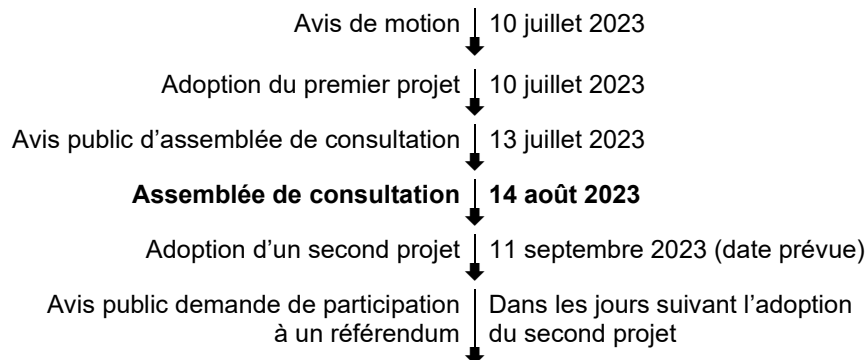 Avis de motion 10 juillet 2023
Adoption du premier projet 10 juillet 2023
Avis public d’assemblée de consultation 13 juillet 2023
Assemblée de consultation 14 août 2023
Adoption d’un second projet 11 septembre 2023 (date prévue)
Avis public demande de participation
à un référendum
Dans les jours suivant l’adoption
du second projet